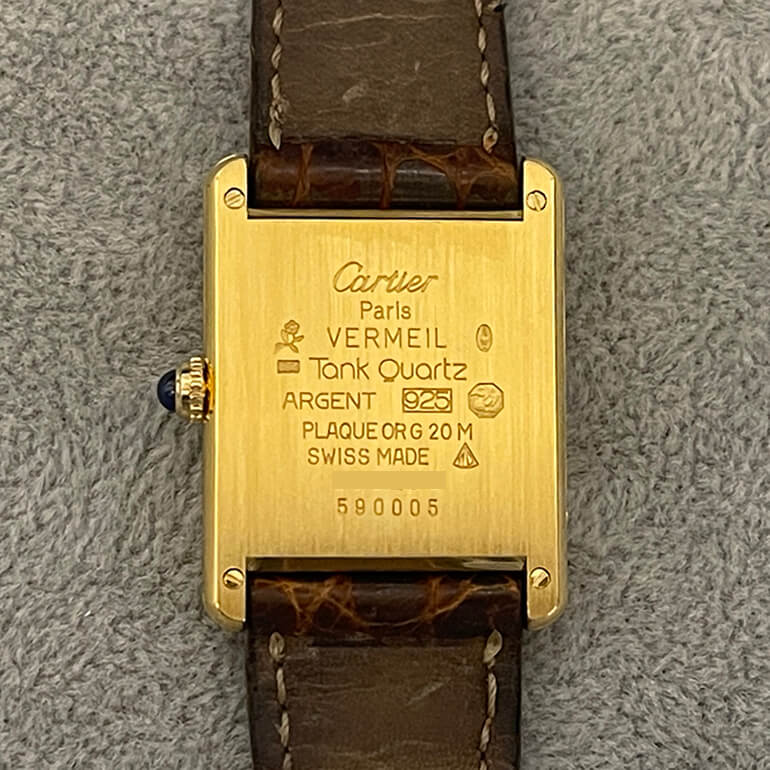 Cartier
Paris
VERMEIL
Tank Quartz
ARGENT 925
PLAQUE OR G 20 M
SWISS MADE
590005